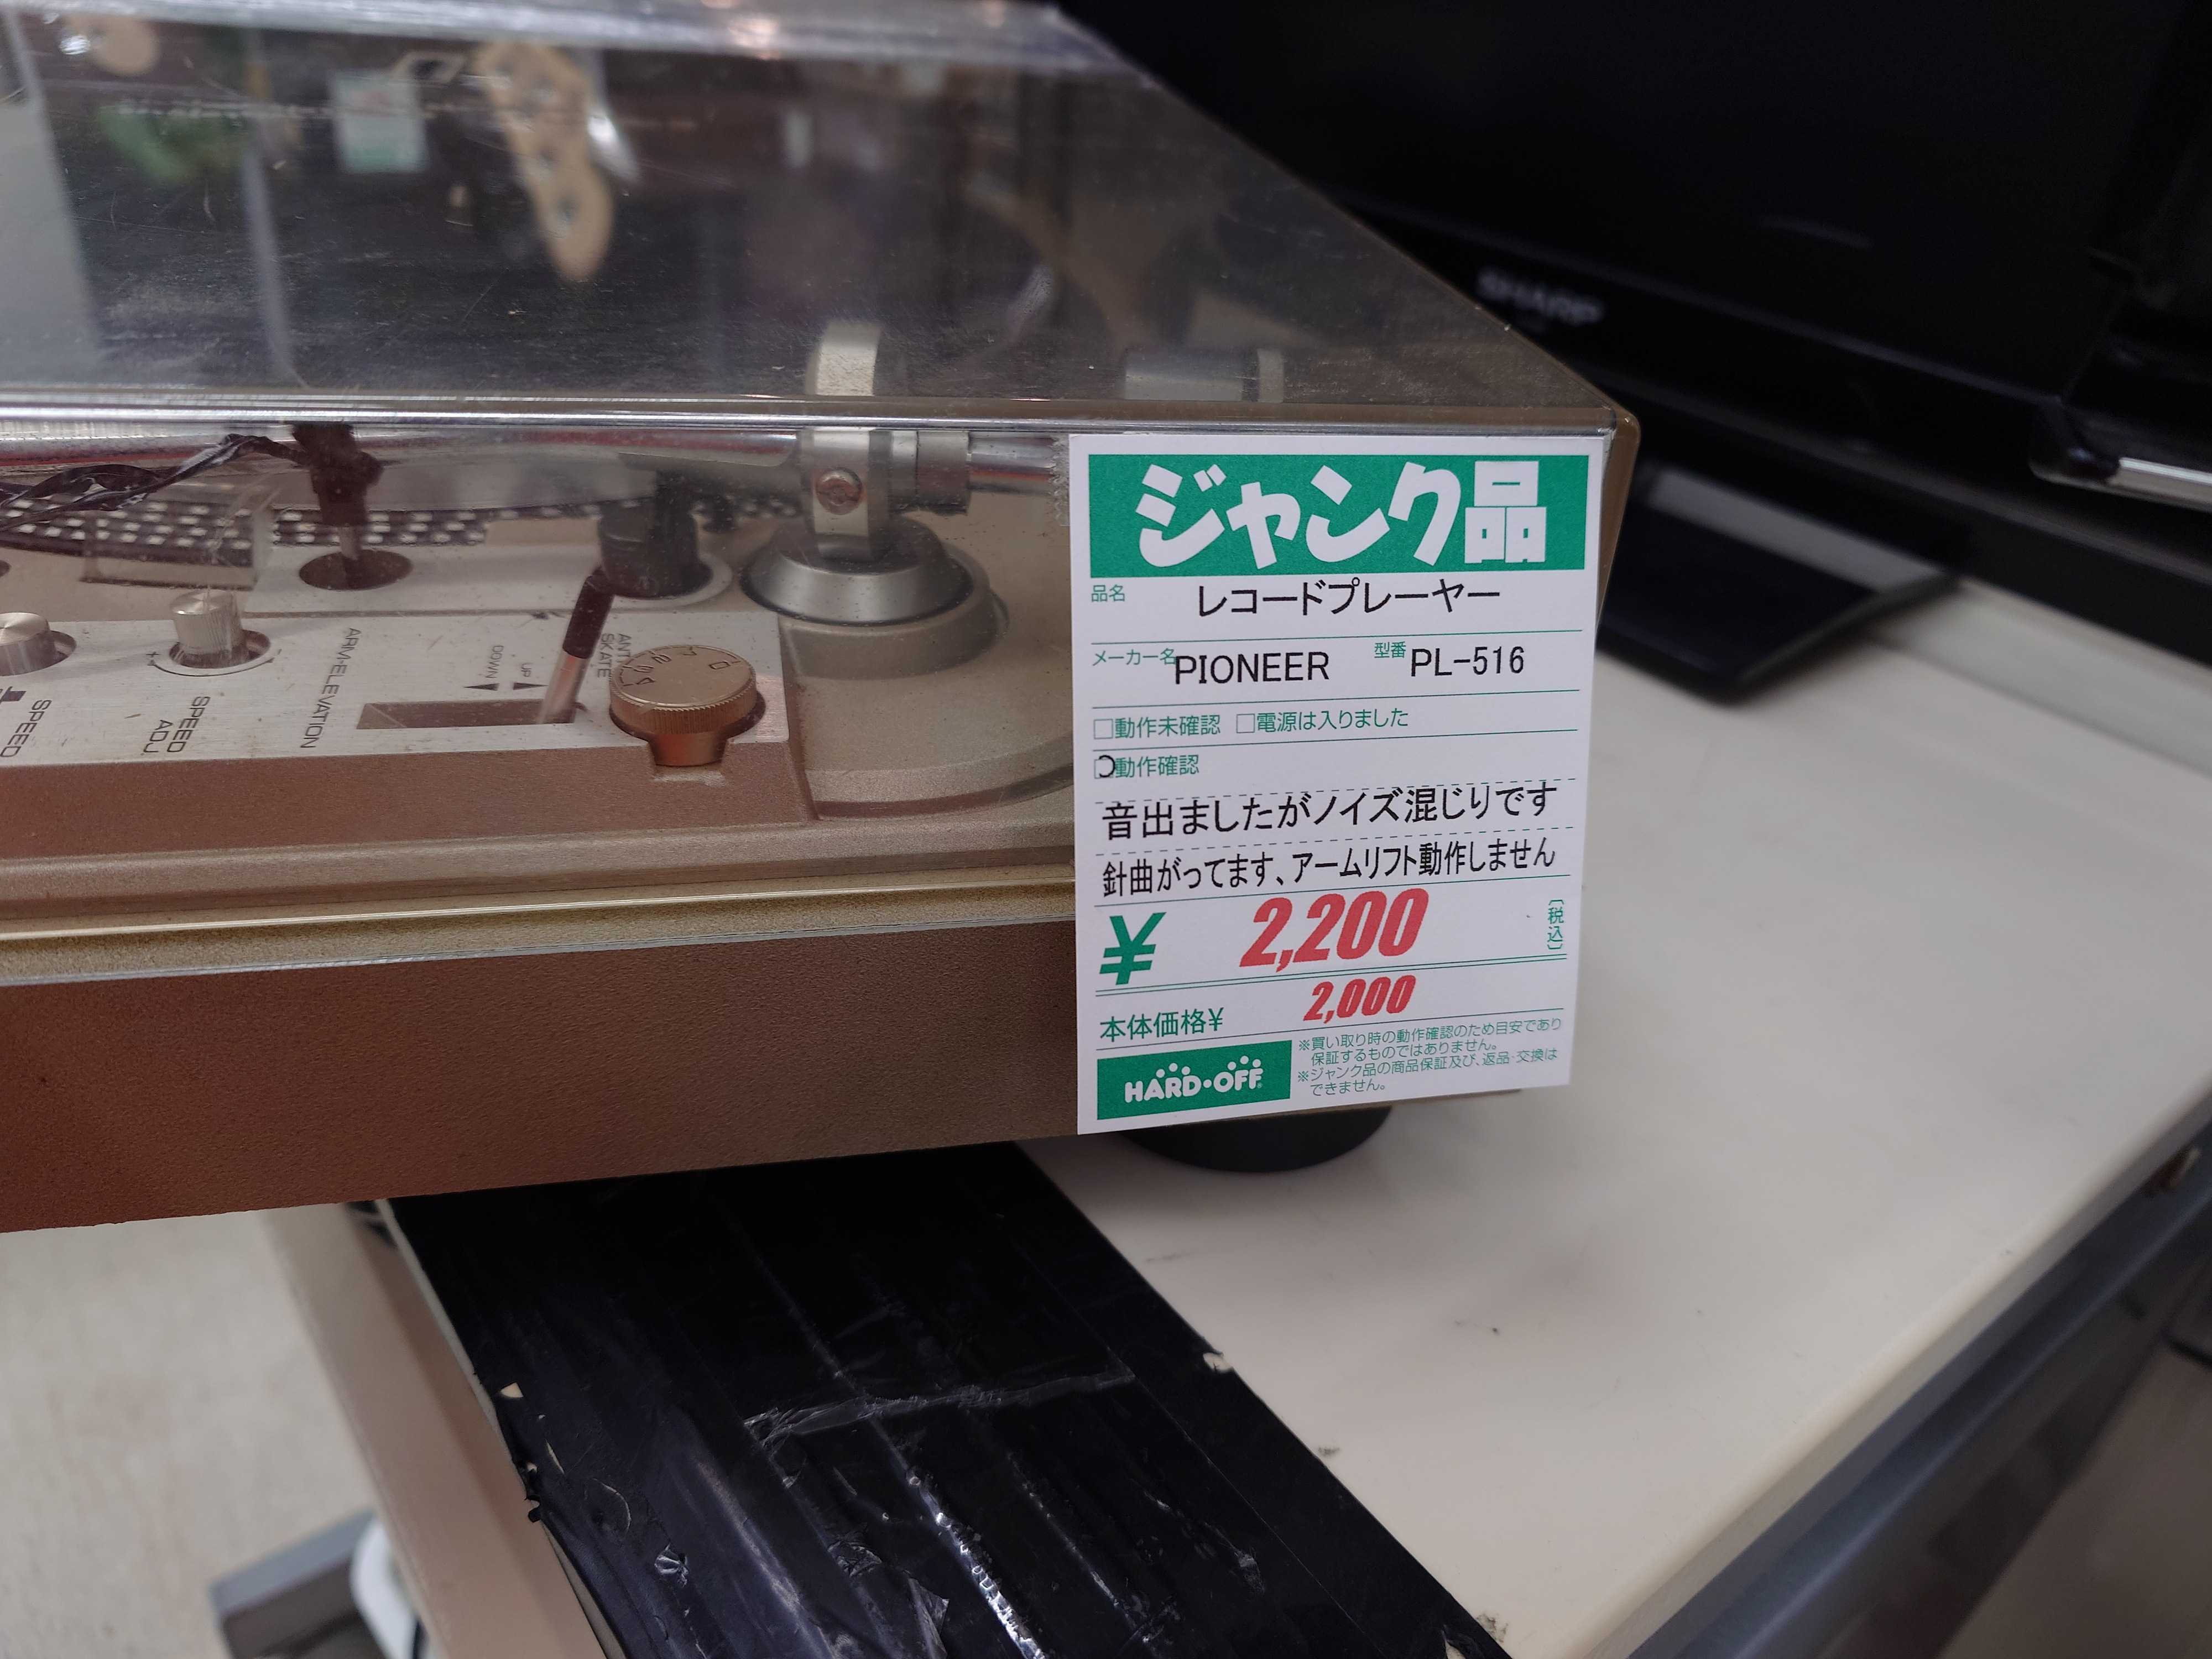 SHARP
ジャンク品
品名 レコードプレーヤー
メーカー名 PIONEER 型番 PL-516
□動作未確認 □電源は入りました
□動作確認
音出ましたがノイズ混じりです
針曲がってます、アームリフト動作しません
¥ 2,200 (税込)
本体価格¥ 2,000
HARD・OFF
※買い取り時の動作確認のため目安であり
保証するものではありません。
※ジャンク品の商品保証及び、返品・交換は
できません。
SPEED
SPEED ADJ
ARM-ELEVATION
DOWN UP
SKATE